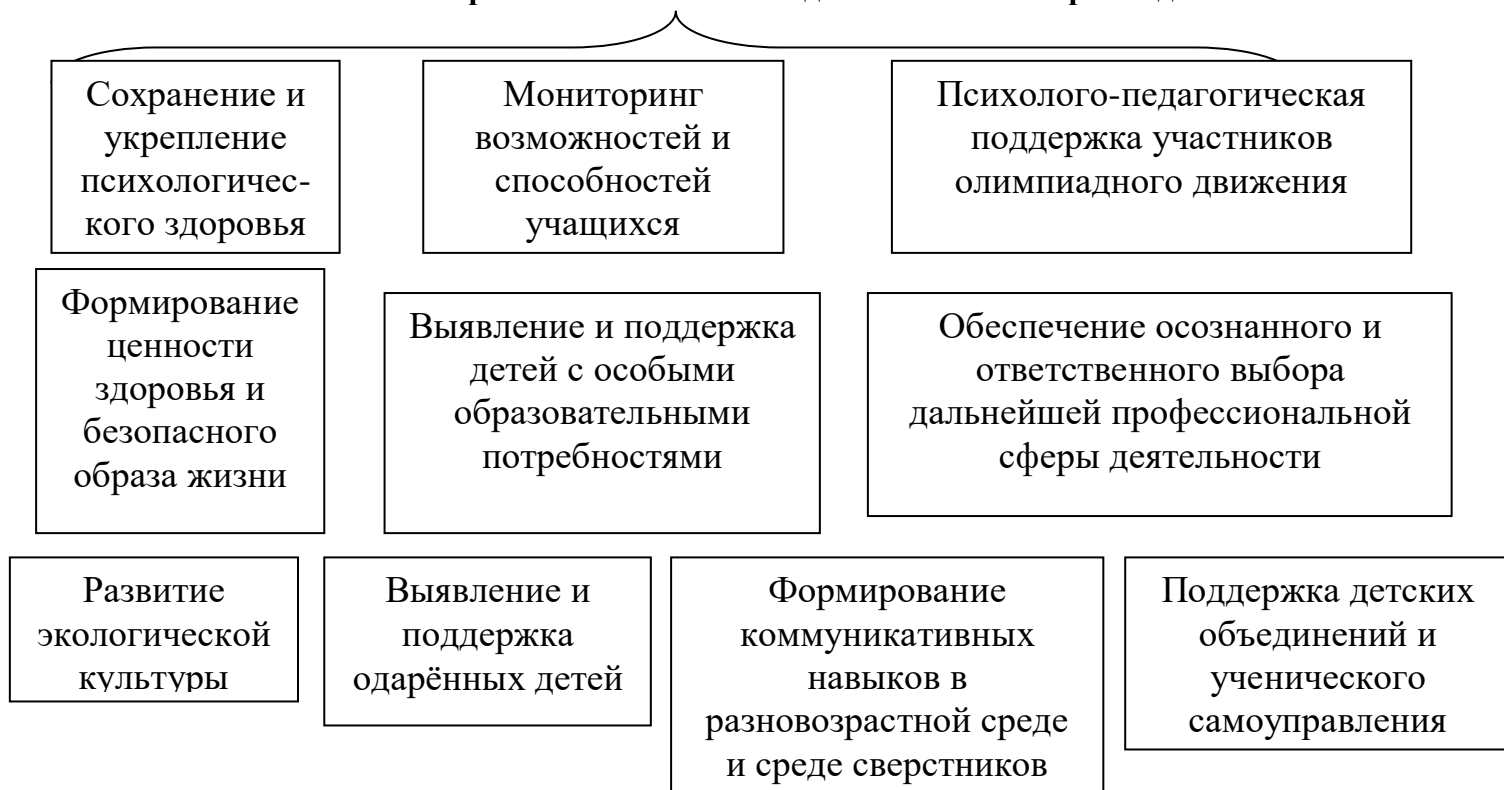 Сохранение и
укрепление
психологичес-
кого здоровья
Мониторинг
возможностей и
способностей
учащихся
Психолого-педагогическая
поддержка участников
олимпиадного движения
Формирование
ценности
здоровья и
безопасного
образа жизни
Выявление и поддержка
детей с особыми
образовательными
потребностями
Обеспечение осознанного и
ответственного выбора
дальнейшей профессиональной
сферы деятельности
Развитие
экологической
культуры
Выявление и
поддержка
одарённых детей
Формирование
коммуникативных
навыков в
разновозрастной среде
и среде сверстников
Поддержка детских
объединений и
ученического
самоуправления